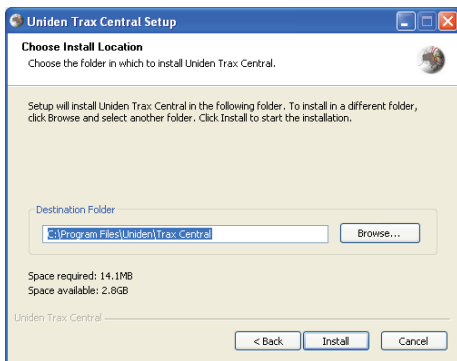 Uniden Trax Central Setup
Choose Install Location
Choose the folder in which to install Uniden Trax Central.
Setup will install Uniden Trax Central in the following folder. To install in a different folder,
click Browse and select another folder. Click Install to start the installation.
Destination Folder
C:\Program Files\Uniden\Trax Central
Browse...
Space required: 14.1MB
Space available: 2.8GB
Uniden Trax Central
< Back Install Cancel